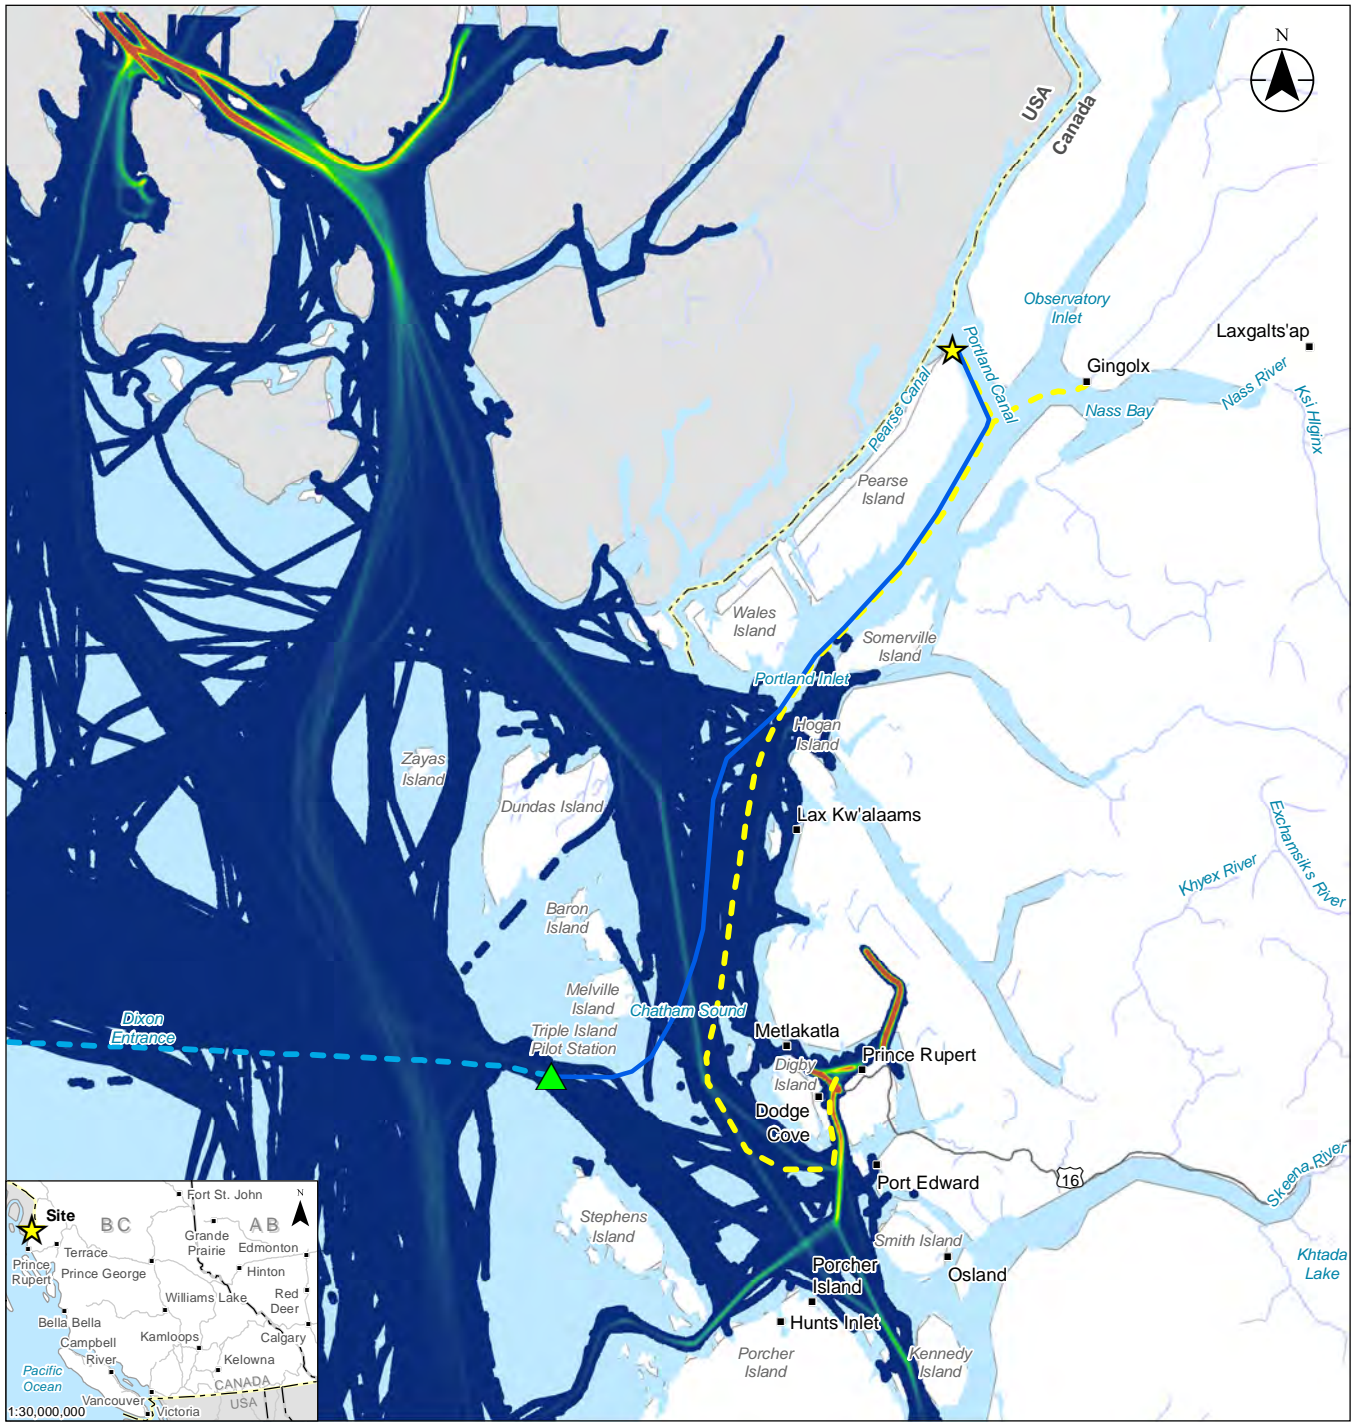 N
USA
Canada
Observatory
Inlet
Laxgalts'ap
Portland Canal
Gingolx
Nass River
Pearse Canal
Nass Bay
Ksi Hlginx
Pearse
Island
Wales
Island
Somerville
Island
Portland Inlet
Hogan
Island
Zayas
Island
Dundas Island
Lax Kw'alaams
Exchamsiks River
Khyex River
Baron
Island
Melville
Island
Chatham Sound
Dixon
Entrance
Triple Island
Pilot Station
Metlakatla
Prince Rupert
Digby
Island
Dodge
Cove
Port Edward
16
Skeena River
Stephens
Island
Smith Island
Khtada
Lake
Porcher
Island
Osland
Hunts Inlet
Porcher
Island
Kennedy
Island
Fort St. John
N
Site
BC
AB
Grande
Prairie
Edmonton
Terrace
Prince
Rupert
Prince George
Hinton
Williams Lake
Red
Deer
Bella Bella
Campbell
River
Kamloops
Calgary
Kelowna
Pacific
Ocean
CANADA
USA
Vancouver
1:30,000,000
Victoria